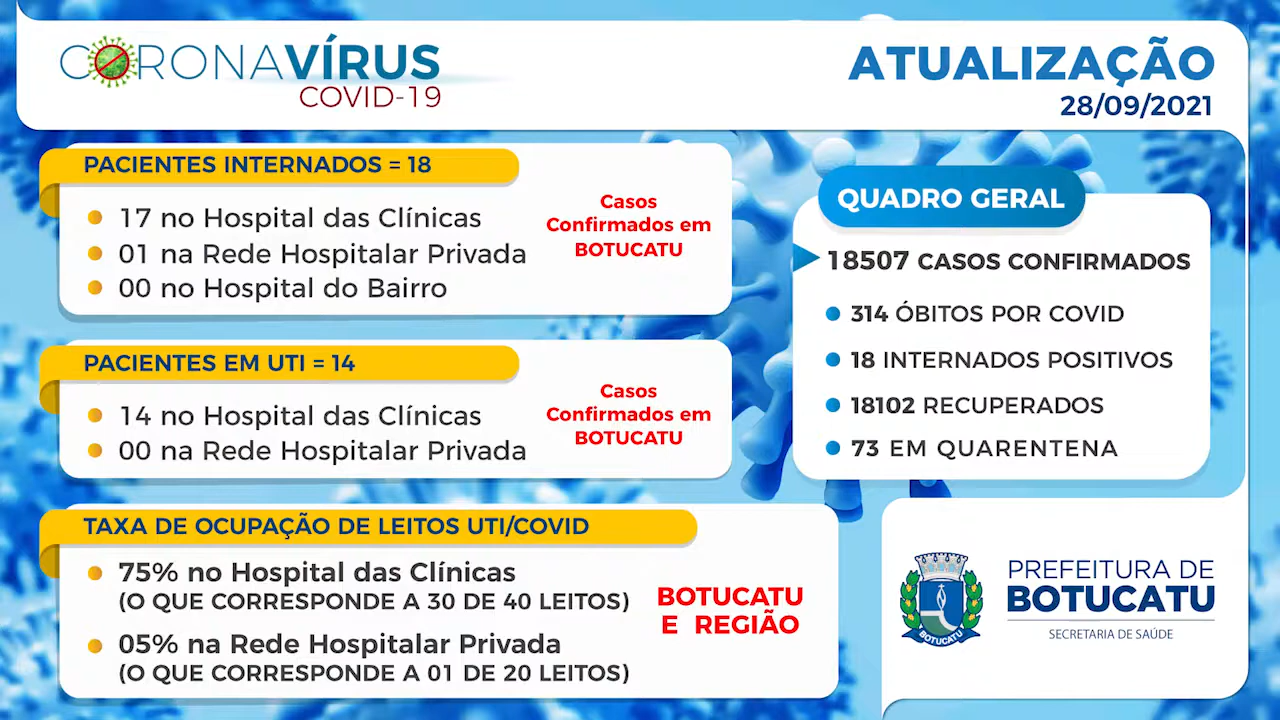 CORONAVÍRUS
COVID-19
ATUALIZAÇÃO
28/09/2021
PACIENTES INTERNADOS = 18
17 no Hospital das Clínicas
01 na Rede Hospitalar Privada
00 no Hospital do Bairro
Casos
Confirmados em
BOTUCATU
PACIENTES EM UTI = 14
14 no Hospital das Clínicas
00 na Rede Hospitalar Privada
Casos
Confirmados em
BOTUCATU
TAXA DE OCUPAÇÃO DE LEITOS UTI/COVID
75% no Hospital das Clínicas
(O QUE CORRESPONDE A 30 DE 40 LEITOS)
05% na Rede Hospitalar Privada
(O QUE CORRESPONDE A 01 DE 20 LEITOS)
BOTUCATU
E REGIÃO
QUADRO GERAL
18507 CASOS CONFIRMADOS
314 ÓBITOS POR COVID
18 INTERNADOS POSITIVOS
18102 RECUPERADOS
73 EM QUARENTENA
BOTUCATU
PREFEITURA DE
BOTUCATU
SECRETARIA DE SAÚDE